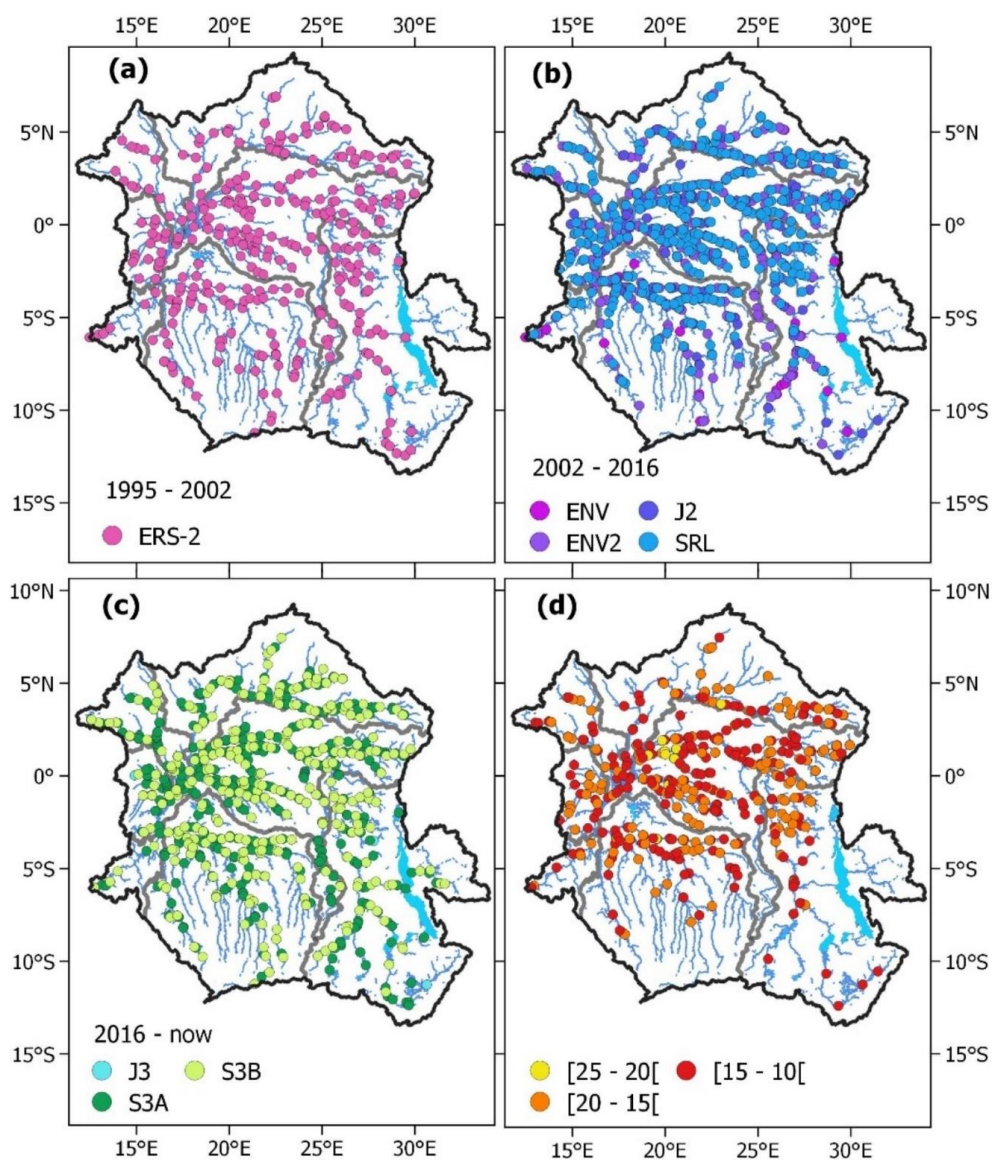 15°E 20°E 25°E 30°E 15°E 20°E 25°E 30°E
(a) (b)
5°N 5°N
0° 0°
5°S 5°S
10°S 10°S
15°S 15°S
1995 - 2002
ERS-2
2002 - 2016
ENV J2
ENV2 SRL
10°N 10°N
(c) (d)
5°N 5°N
0° 0°
5°S 5°S
10°S 10°S
15°S 15°S
2016 - now
J3 S3B
S3A
[25 - 20[ [15 - 10[
[20 - 15[
15°E 20°E 25°E 30°E 15°E 20°E 25°E 30°E